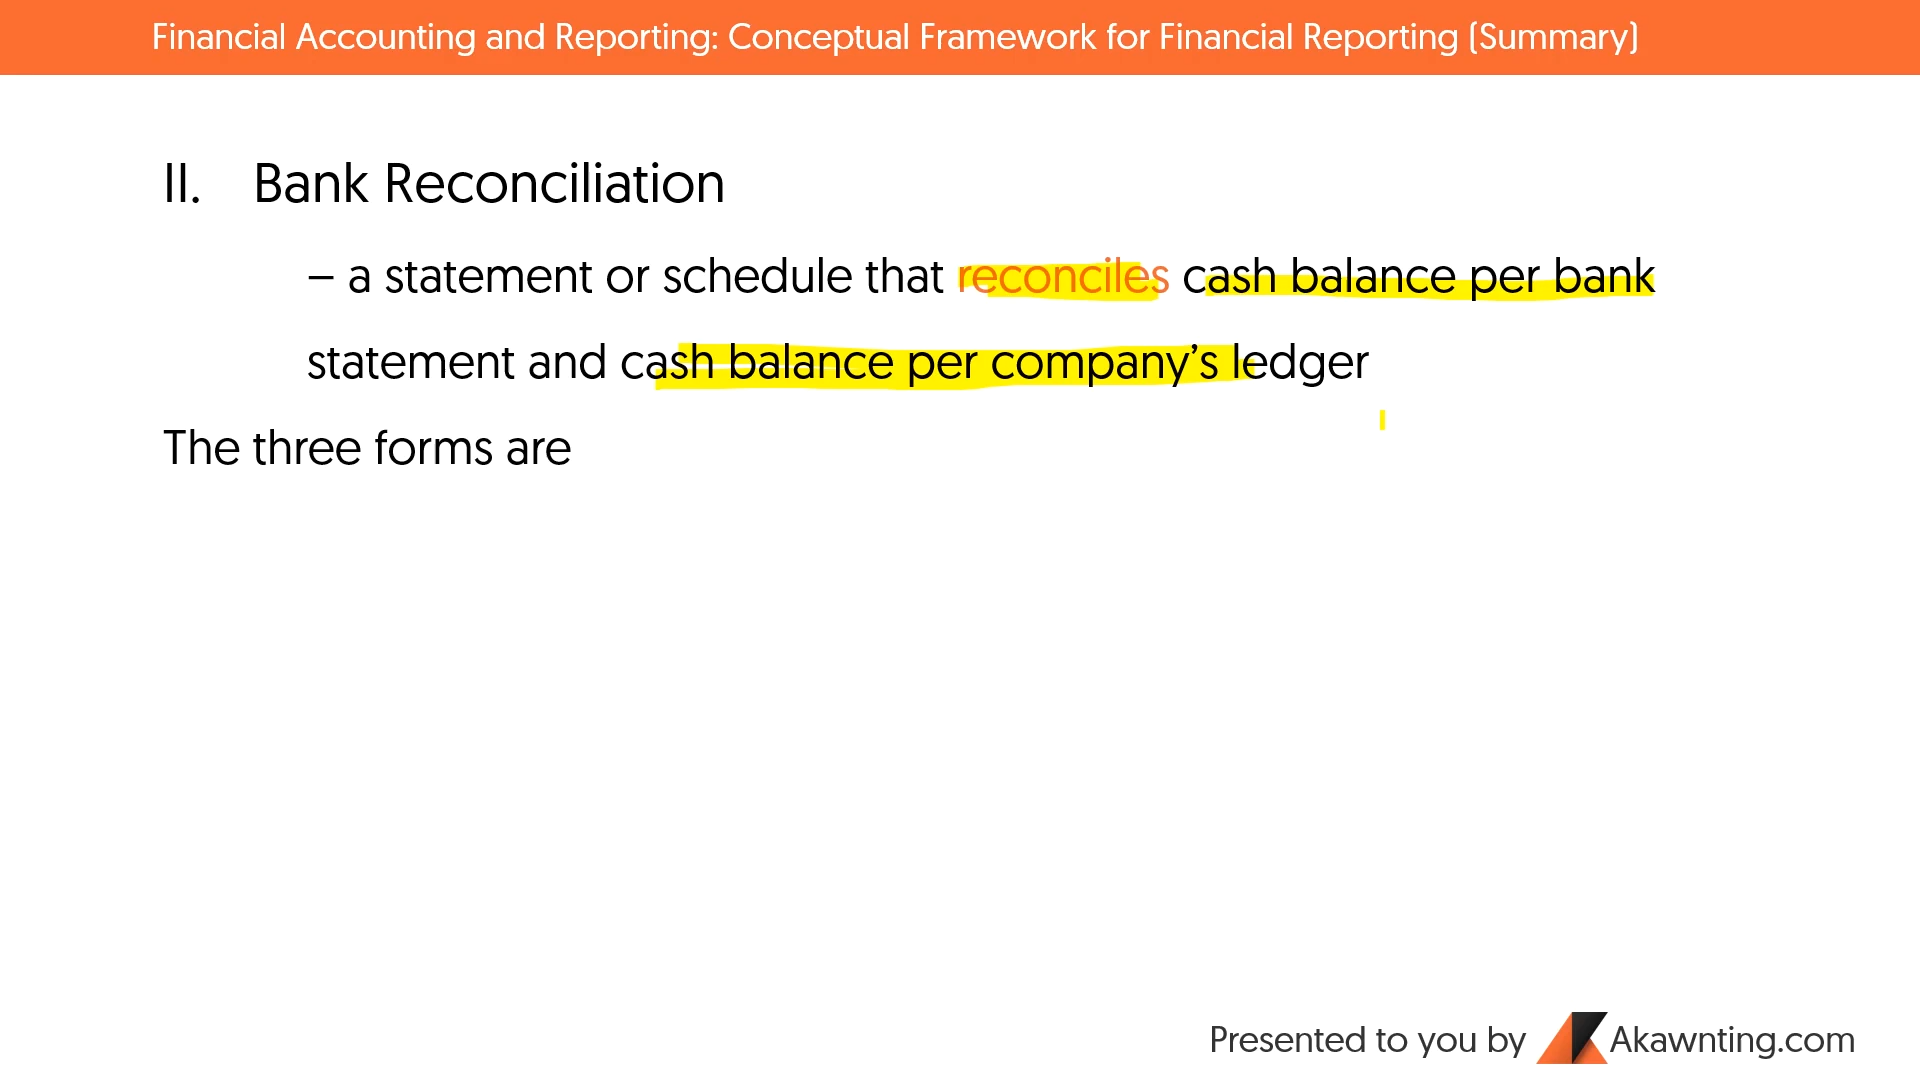 Financial Accounting and Reporting: Conceptual Framework for Financial Reporting (Summary)
II. Bank Reconciliation
– a statement or schedule that reconciles cash balance per bank
statement and cash balance per company’s ledger
The three forms are
Presented to you by Akawnting.com